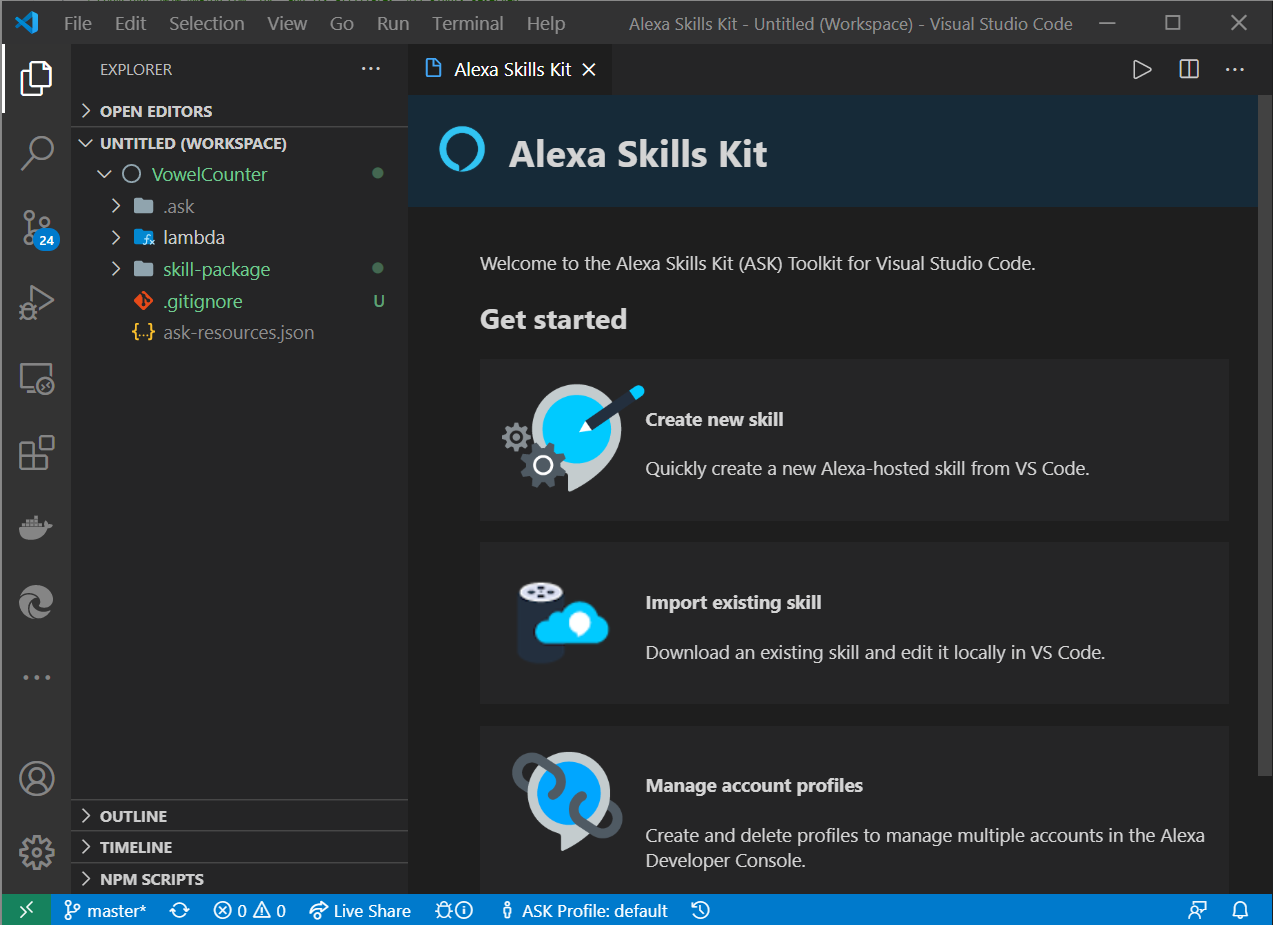 File Edit Selection View Go Run Terminal Help Alexa Skills Kit - Untitled (Workspace) - Visual Studio Code
EXPLORER
Alexa Skills Kit
OPEN EDITORS
UNTITLED (WORKSPACE)
VowelCounter
.ask
lambda
skill-package
.gitignore U
{..} ask-resources.json
24
OUTLINE
TIMELINE
NPM SCRIPTS
Alexa Skills Kit
Welcome to the Alexa Skills Kit (ASK) Toolkit for Visual Studio Code.
Get started
Create new skill
Quickly create a new Alexa-hosted skill from VS Code.
Import existing skill
Download an existing skill and edit it locally in VS Code.
Manage account profiles
Create and delete profiles to manage multiple accounts in the Alexa
Developer Console.
master* 0 0 Live Share ASK Profile: default